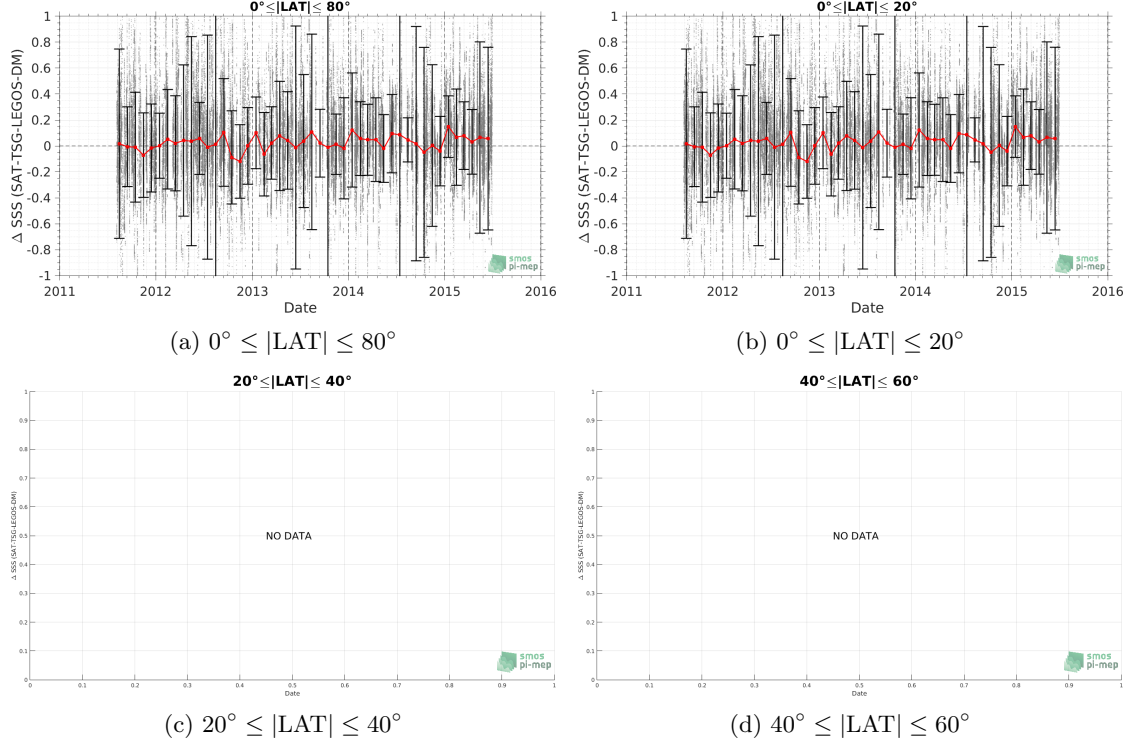 0°≤|LAT|≤ 80°
Δ SSS (SAT-TSG-LEGOS-DM)
1
0.8
0.6
0.4
0.2
0
-0.2
-0.4
-0.6
-0.8
-1
2011 2012 2013 2014 2015 2016
Date
smos
pi-mep
(a) 0° ≤ |LAT| ≤ 80°
0°≤|LAT|≤ 20°
Δ SSS (SAT-TSG-LEGOS-DM)
1
0.8
0.6
0.4
0.2
0
-0.2
-0.4
-0.6
-0.8
-1
2011 2012 2013 2014 2015 2016
Date
smos
pi-mep
(b) 0° ≤ |LAT| ≤ 20°
20°≤|LAT|≤ 40°
Δ SSS (SAT-TSG-LEGOS-DM)
1
0.9
0.8
0.7
0.6
0.5
0.4
0.3
0.2
0.1
0
NO DATA
0 0.1 0.2 0.3 0.4 0.5 0.6 0.7 0.8 0.9 1
Date
smos
pi-mep
(c) 20° ≤ |LAT| ≤ 40°
40°≤|LAT|≤ 60°
Δ SSS (SAT-TSG-LEGOS-DM)
1
0.9
0.8
0.7
0.6
0.5
0.4
0.3
0.2
0.1
0
NO DATA
0 0.1 0.2 0.3 0.4 0.5 0.6 0.7 0.8 0.9 1
Date
smos
pi-mep
(d) 40° ≤ |LAT| ≤ 60°